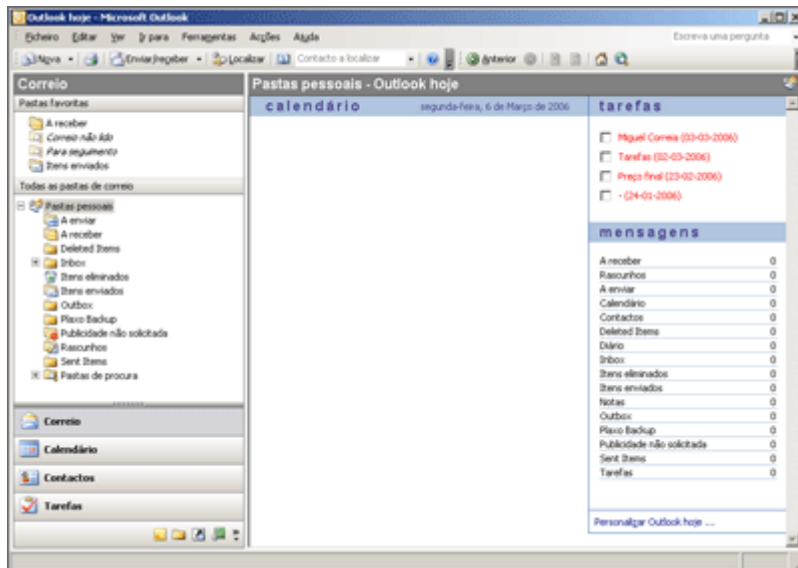 Outlook hoje - Microsoft Outlook
Ficheiro Editar Ver Ir para Ferramentas Acções Ajuda Escreva uma pergunta
Novo Enviar/receber Localizar Contacto a localizar Anterior
Correio
Pastas favoritas
A receber
Correio não lido
Para seguimento
Itens enviados
Todas as pastas de correio
Pastas pessoais
A enviar
A receber
Deleted Items
Inbox
Itens eliminados
Itens enviados
Outbox
Plaxo Backup
Publicidade não solicitada
Rascunhos
Sent Items
Pastas de procura
Correio
Calendário
Contactos
Tarefas
Pastas pessoais - Outlook hoje
calendário segunda-feira, 6 de Março de 2006
tarefas
Miguel Correia (03-03-2006)
Tarefas (02-03-2006)
Preço final (23-02-2006)
- (24-01-2006)
mensagens
A receber 0
Rascunhos 0
A enviar 0
Calendário 0
Contactos 0
Deleted Items 0
Diário 0
Inbox 0
Itens eliminados 0
Itens enviados 0
Notas 0
Outbox 0
Plaxo Backup 0
Publicidade não solicitada 0
Sent Items 0
Tarefas 0
Personalizar Outlook hoje ...